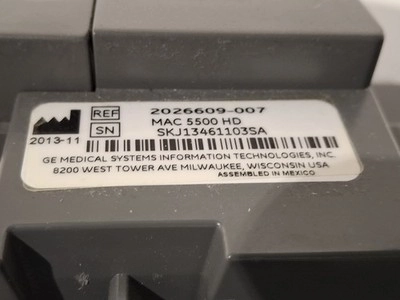 REF 2026609-007
MAC 5500 HD
SN SKJ13461103SA
2013-11
GE MEDICAL SYSTEMS INFORMATION TECHNOLOGIES, INC.
8200 WEST TOWER AVE MILWAUKEE, WISCONSIN USA
ASSEMBLED IN MEXICO